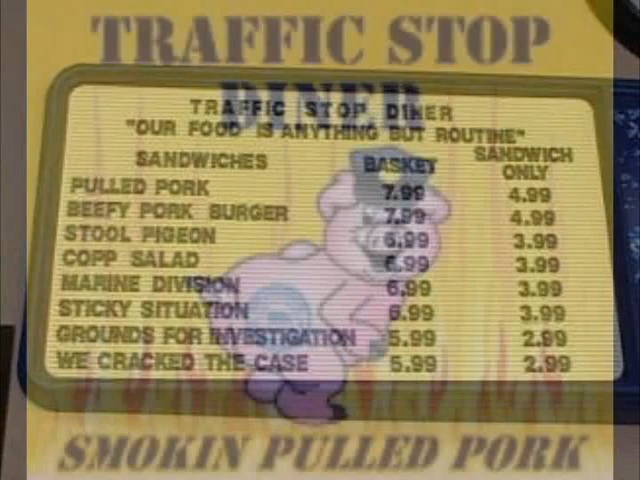 TRAFFIC STOP
DINER
TRAFFIC STOP DINER
"OUR FOOD IS ANYTHING BUT ROUTINE"
SANDWICHES BASKET SANDWICH ONLY
PULLED PORK 7.99 4.99
BEEFY PORK BURGER 7.99 4.99
STOOL PIGEON 6.99 3.99
COPP SALAD 6.99 3.99
MARINE DIVISION 6.99 3.99
STICKY SITUATION 6.99 3.99
GROUNDS FOR INVESTIGATION 5.99 2.99
WE CRACKED THE CASE 5.99 2.99
SMOKIN PULLED PORK